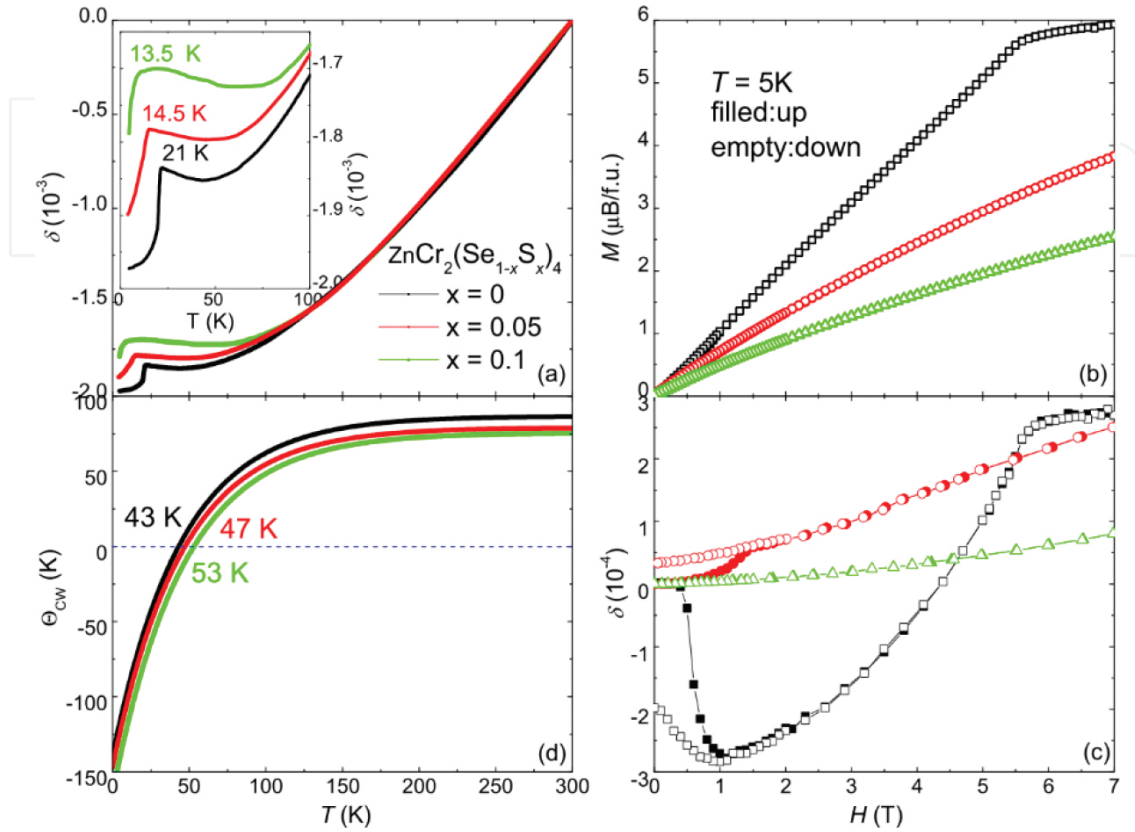 0.0
-0.5
-1.0
-1.5
-2.0
δ (10⁻³)
13.5 K
14.5 K
21 K
-1.7
-1.8
-1.9
-2.0
δ (10⁻³)
0 50 100
T (K)
ZnCr₂(Se₁₋ₓSₓ)₄
x = 0
x = 0.05
x = 0.1
(a)
6
5
4
3
2
1
0
M (μB/f.u.)
T = 5K
filled:up
empty:down
(b)
100
50
0
-50
-100
-150
Θ_CW (K)
43 K
47 K
53 K
(d)
0 50 100 150 200 250 300
T (K)
2
1
0
-1
-2
-3
δ (10⁻⁴)
(c)
0 1 2 3 4 5 6 7
H (T)